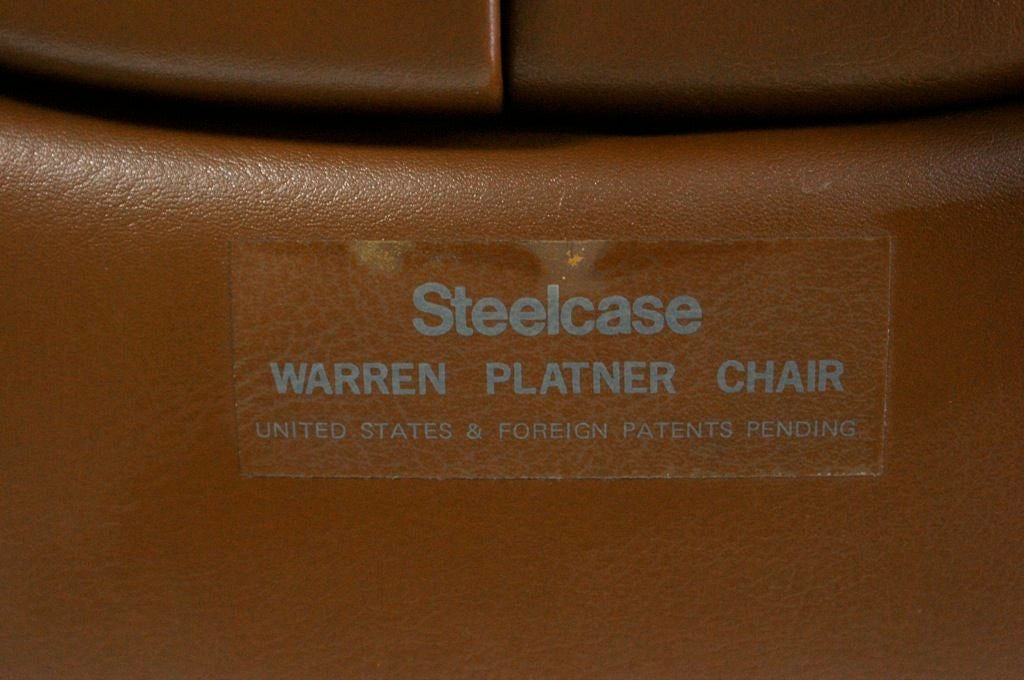 Steelcase
WARREN PLATNER CHAIR
UNITED STATES & FOREIGN PATENTS PENDING